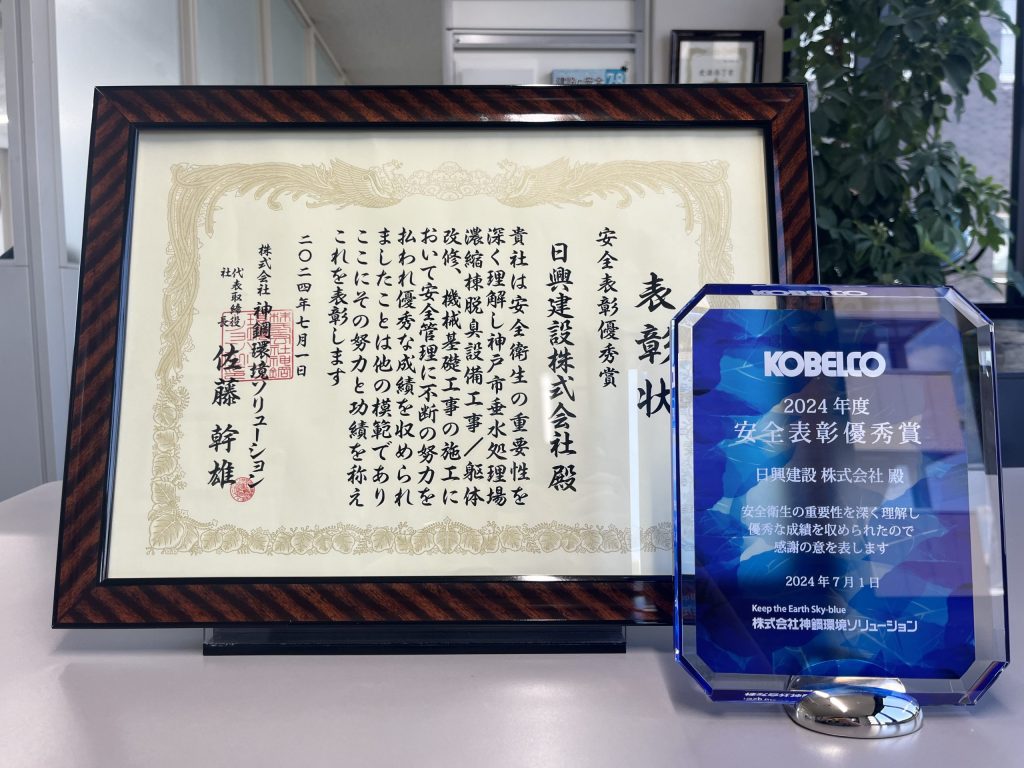 表彰状
安全表彰優秀賞
日興建設株式会社 殿
貴社は安全衛生の重要性を
深く理解し神戸市垂水処理場
濃縮棟脱臭設備工事/躯体
改修、機械基礎工事の施工に
おいて安全管理に不断の努力を
払われ優秀な成績を収められ
ましたことは他の模範であり
ここにその努力と功績を称え
これを表彰します
二〇二四年七月一日
株式会社 神鋼環境ソリューション
代表取締役社長 佐藤 幹雄
KOBELCO
2024 年度
安全表彰優秀賞
日興建設 株式会社 殿
安全衛生の重要性を深く理解し
優秀な成績を収められたので
感謝の意を表します
2024 年 7 月 1 日
Keep the Earth Sky-blue
株式会社神鋼環境ソリューション